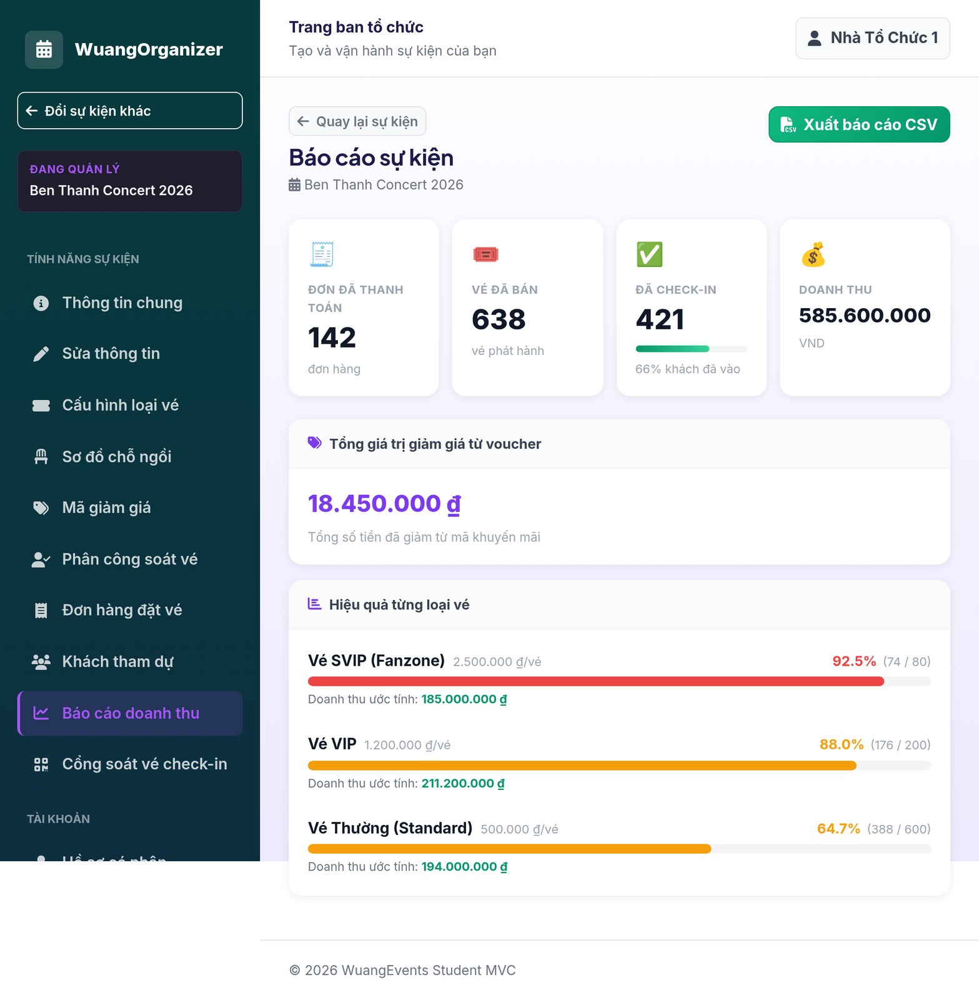 WuangOrganizer
Đổi sự kiện khác
ĐANG QUẢN LÝ
Ben Thanh Concert 2026
TÍNH NĂNG SỰ KIỆN
Thông tin chung
Sửa thông tin
Cấu hình loại vé
Sơ đồ chỗ ngồi
Mã giảm giá
Phân công soát vé
Đơn hàng đặt vé
Khách tham dự
Báo cáo doanh thu
Cổng soát vé check-in
TÀI KHOẢN
Hồ sơ cá nhân
Trang ban tổ chức
Tạo và vận hành sự kiện của bạn
Nhà Tổ Chức 1
Quay lại sự kiện
Xuất báo cáo CSV
Báo cáo sự kiện
Ben Thanh Concert 2026
ĐƠN ĐÃ THANH
TOÁN
142
đơn hàng
VÉ ĐÃ BÁN
638
vé phát hành
ĐÃ CHECK-IN
421
66% khách đã vào
DOANH THU
585.600.000
VND
Tổng giá trị giảm giá từ voucher
18.450.000 ₫
Tổng số tiền đã giảm từ mã khuyến mãi
Hiệu quả từng loại vé
Vé SVIP (Fanzone) 2.500.000 ₫/vé 92.5% (74 / 80)
Doanh thu ước tính: 185.000.000 ₫
Vé VIP 1.200.000 ₫/vé 88.0% (176 / 200)
Doanh thu ước tính: 211.200.000 ₫
Vé Thường (Standard) 500.000 ₫/vé 64.7% (388 / 600)
Doanh thu ước tính: 194.000.000 ₫
© 2026 WuangEvents Student MVC